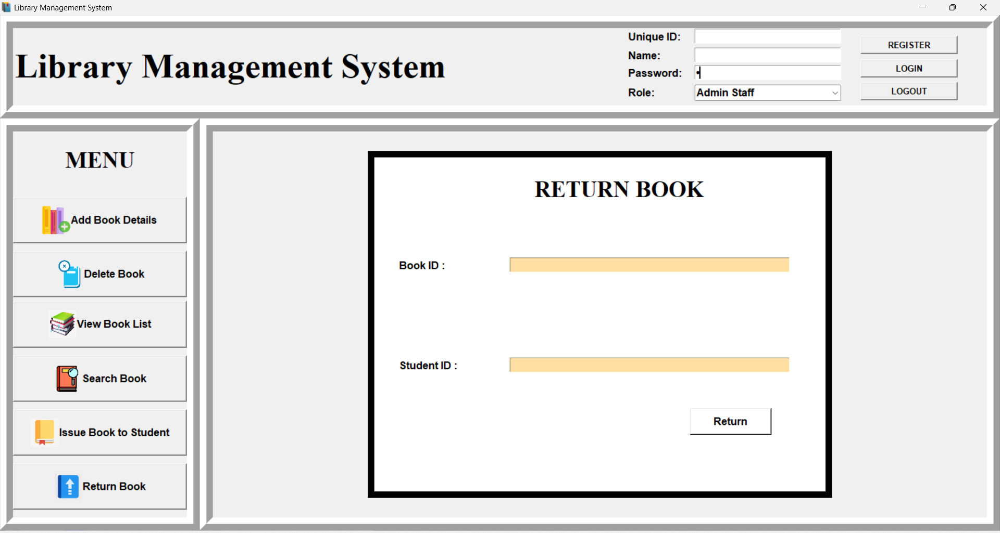 Library Management System
Library Management System
Unique ID:
Name:
Password: •
Role: Admin Staff
REGISTER
LOGIN
LOGOUT
MENU
Add Book Details
Delete Book
View Book List
Search Book
Issue Book to Student
Return Book
RETURN BOOK
Book ID :
Student ID :
Return